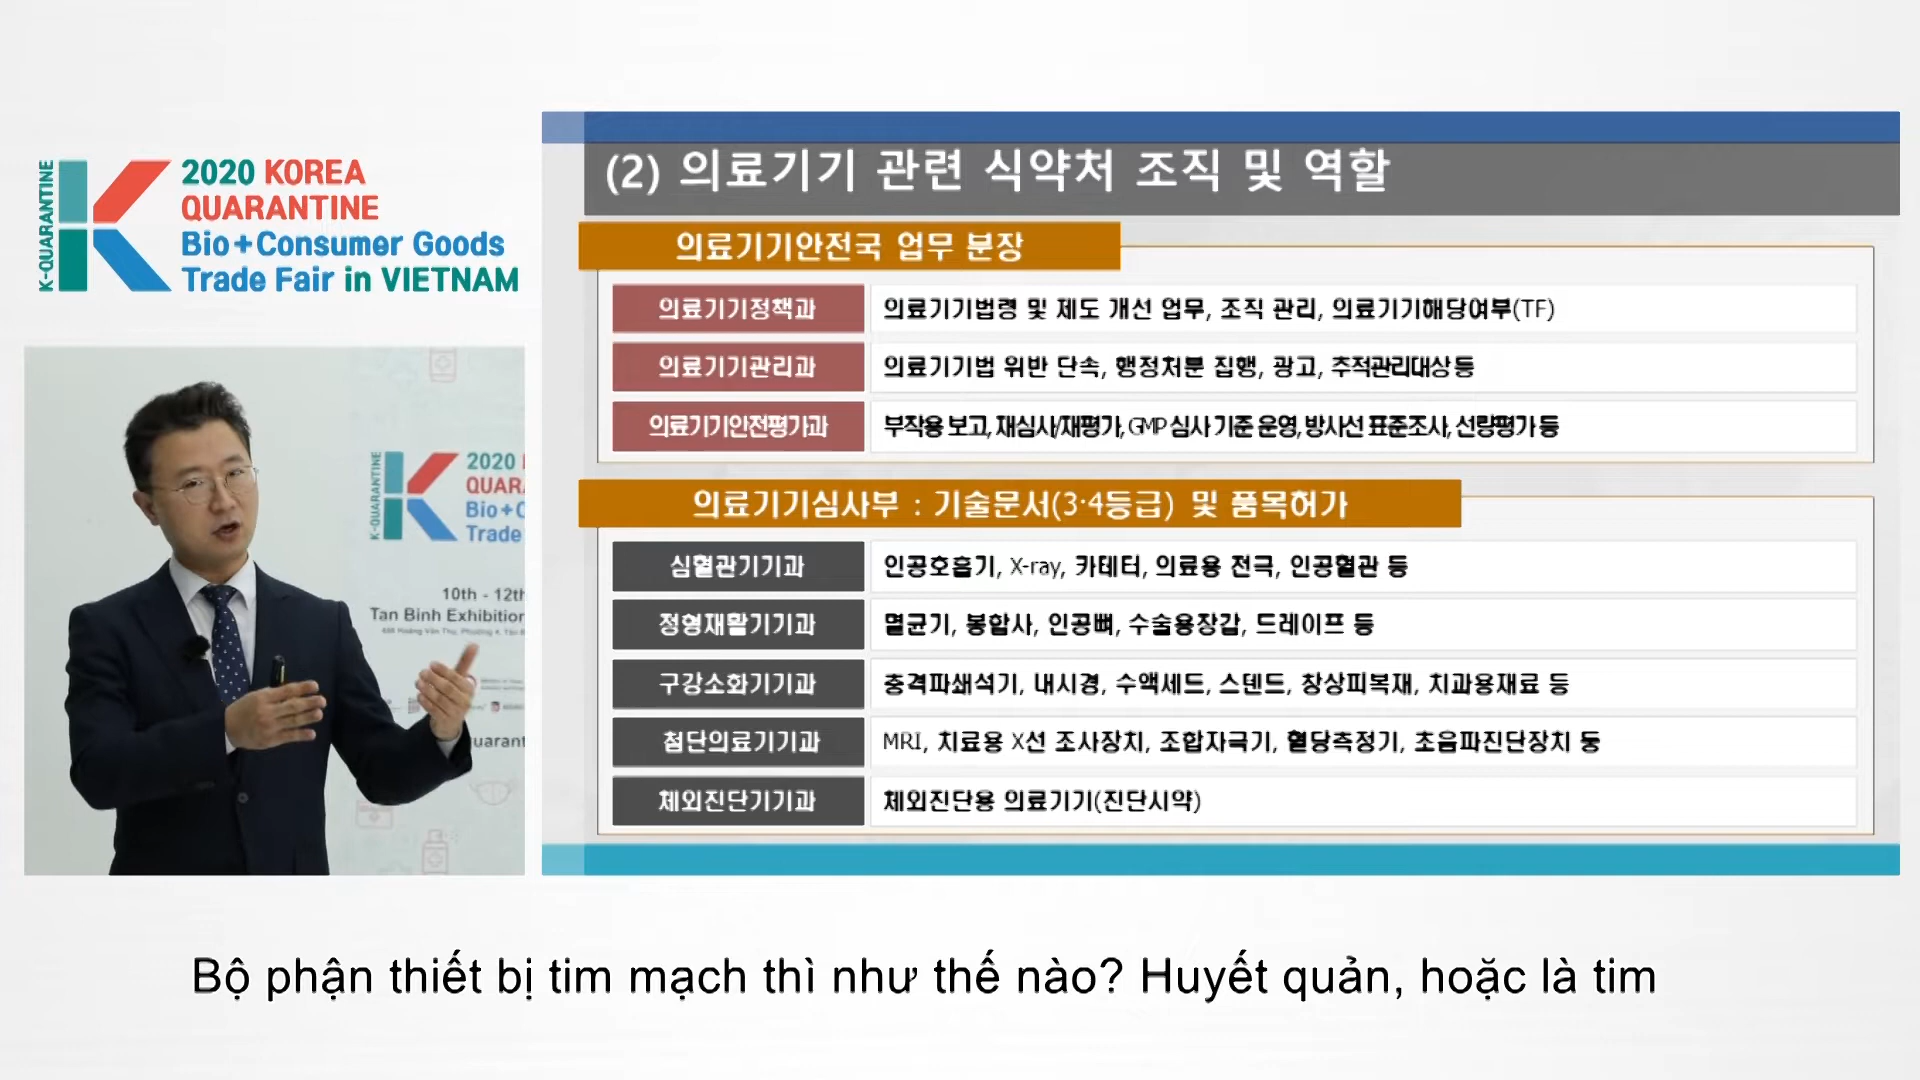 K-QUARANTINE
2020 KOREA
QUARANTINE
Bio+Consumer Goods
Trade Fair in VIETNAM
(2) 의료기기 관련 식약처 조직 및 역할
의료기기안전국 업무 분장
의료기기정책과 의료기기법령 및 제도 개선 업무, 조직 관리, 의료기기해당여부(TF)
의료기기관리과 의료기기법 위반 단속, 행정처분 집행, 광고, 추적관리대상 등
의료기기안전평가과 부작용 보고, 재심사/재평가, GMP 심사 기준 운영, 방사선 표준조사, 선량평가 등
의료기기심사부 : 기술문서(3·4등급) 및 품목허가
심혈관기기과 인공호흡기, X-ray, 카테터, 의료용 전극, 인공혈관 등
정형재활기기과 멸균기, 봉합사, 인공뼈, 수술용장갑, 드레이프 등
구강소화기기과 충격파쇄석기, 내시경, 수액세드, 스덴드, 창상피복재, 치과용재료 등
첨단의료기기과 MRI, 치료용 X선 조사장치, 조합자극기, 혈당측정기, 초음파진단장치 등
체외진단기기과 체외진단용 의료기기(진단시약)
K-QUARANTINE
2020
QUAR
Bio+C
Trade
10th - 12th
Tan Binh Exhibition
uarant
Bộ phận thiết bị tim mạch thì như thế nào? Huyết quản, hoặc là tim